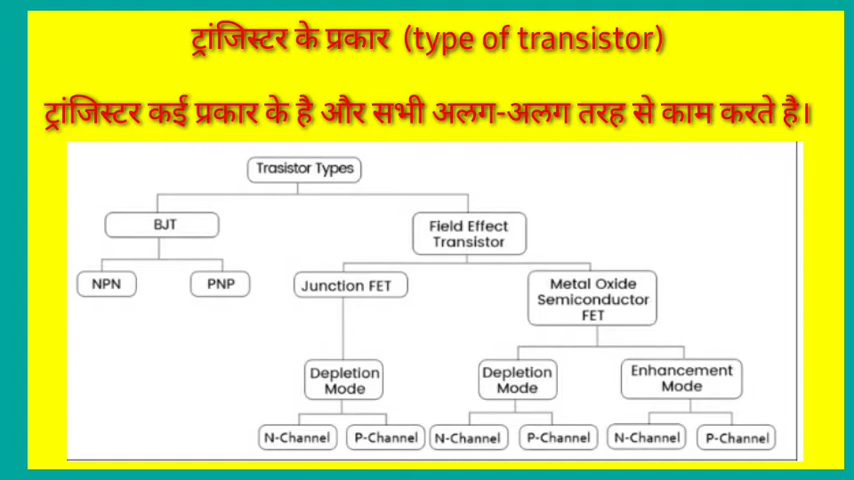 ट्रांजिस्टर के प्रकार (type of transistor)
ट्रांजिस्टर कई प्रकार के है और सभी अलग-अलग तरह से काम करते है।
Trasistor Types
BJT
Field Effect
Transistor
NPN
PNP
Junction FET
Metal Oxide
Semiconductor
FET
Depletion
Mode
Depletion
Mode
Enhancement
Mode
N-Channel
P-Channel
N-Channel
P-Channel
N-Channel
P-Channel